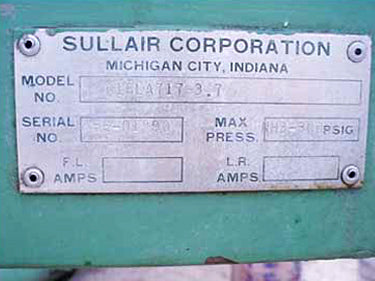 SULLAIR CORPORATION
MICHIGAN CITY, INDIANA
MODEL NO.
SERIAL NO.
MAX PRESS. PSIG
F.L. AMPS
L.R. AMPS